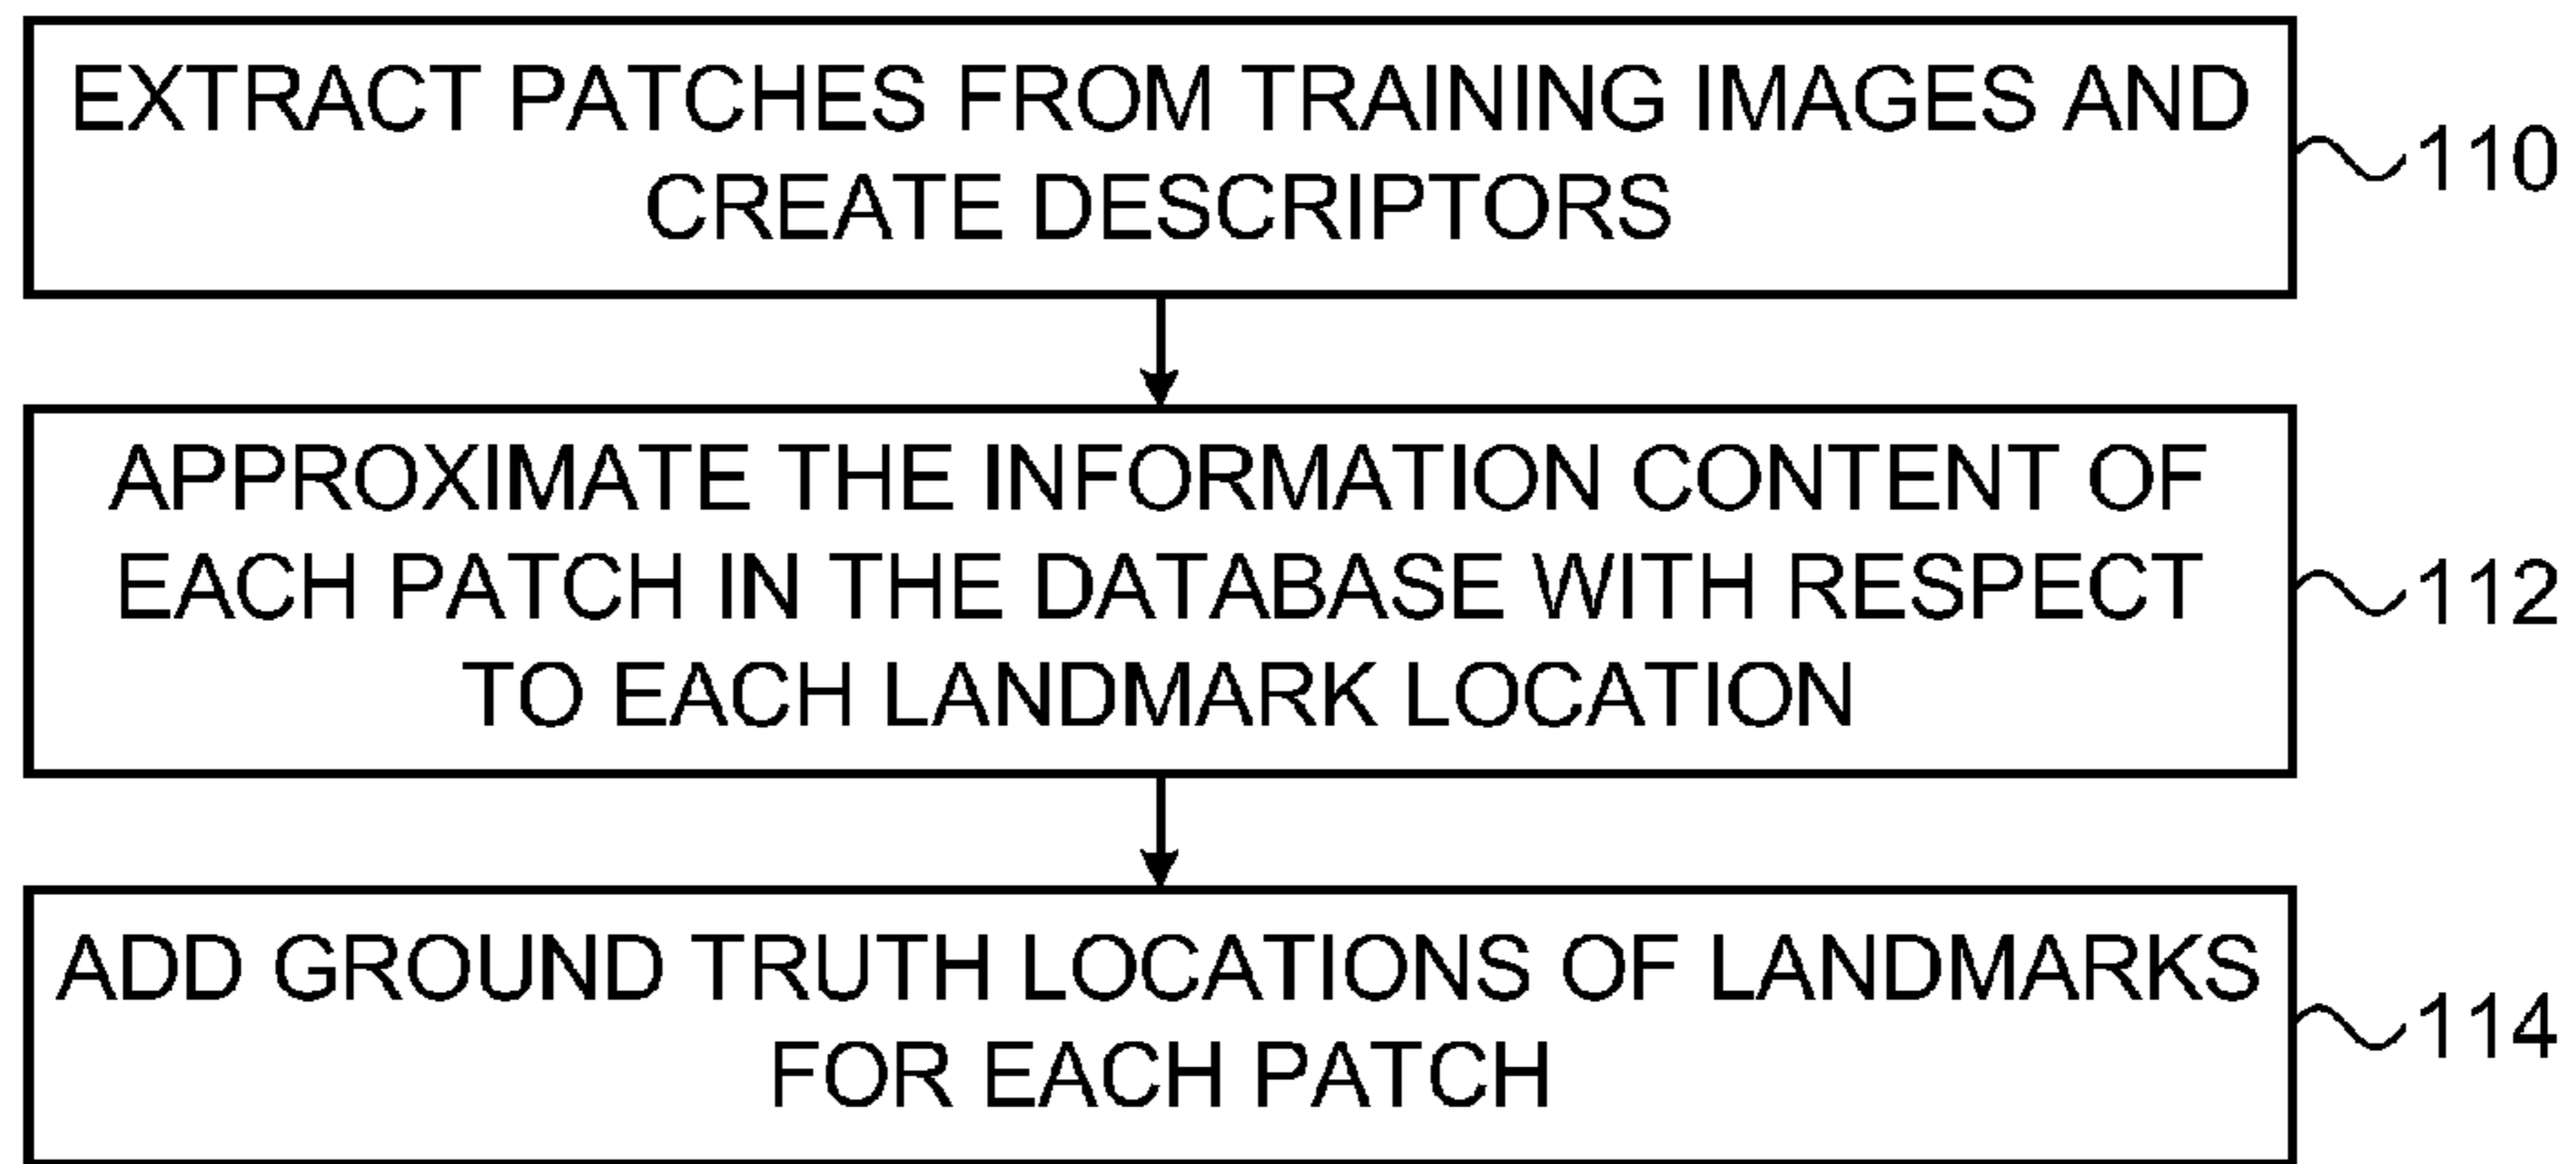 EXTRACT PATCHES FROM TRAINING IMAGES AND
CREATE DESCRIPTORS
110
APPROXIMATE THE INFORMATION CONTENT OF
EACH PATCH IN THE DATABASE WITH RESPECT
TO EACH LANDMARK LOCATION
112
ADD GROUND TRUTH LOCATIONS OF LANDMARKS
FOR EACH PATCH
114